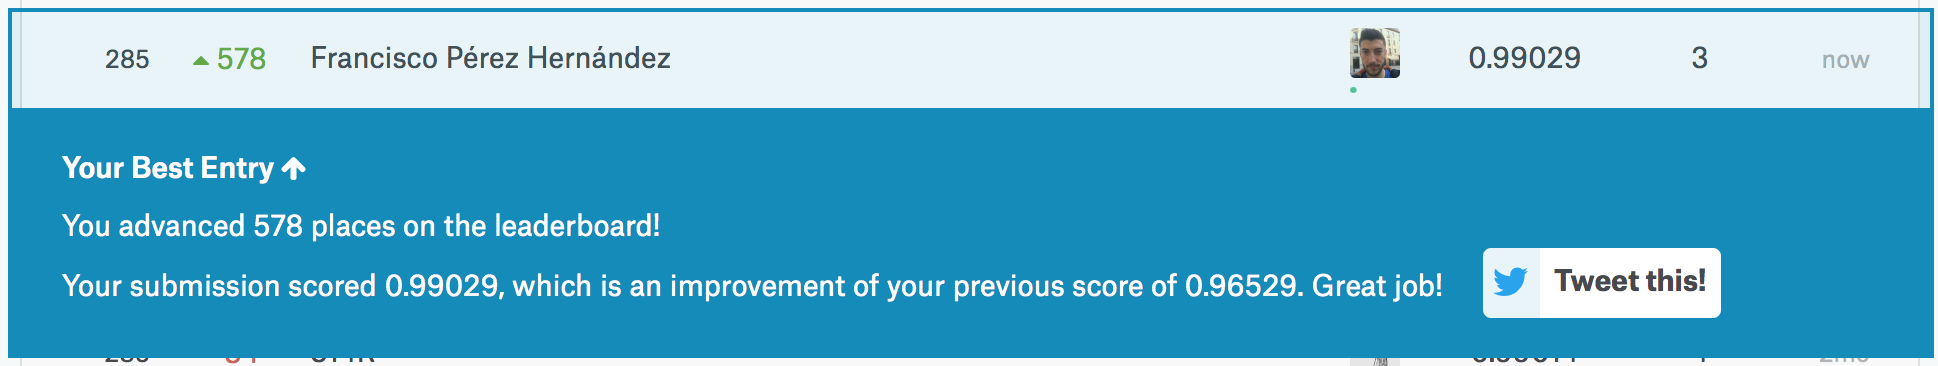 285 578 Francisco Pérez Hernández 0.99029 3 now
Your Best Entry
You advanced 578 places on the leaderboard!
Your submission scored 0.99029, which is an improvement of your previous score of 0.96529. Great job!
Tweet this!